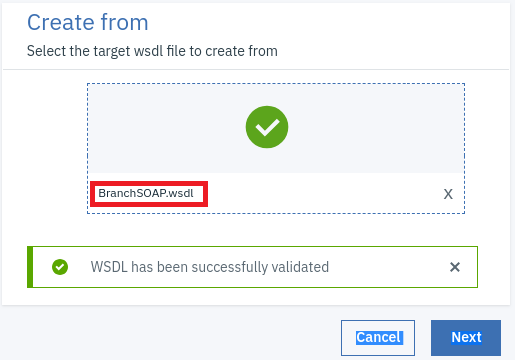 Create from
Select the target wsdl file to create from
BranchSOAP.wsdl
X
WSDL has been successfully validated
Cancel
Next